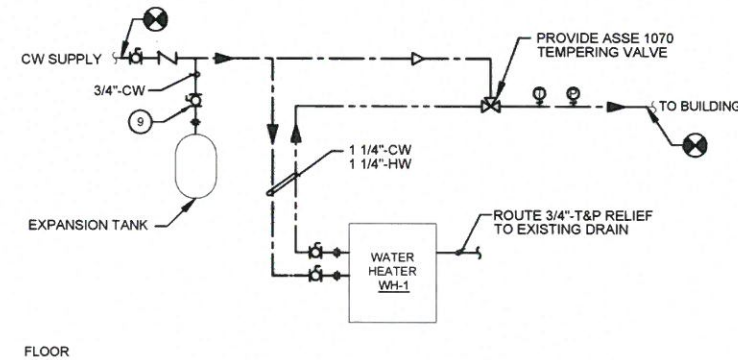 PROVIDE ASSE 1070
TEMPERING VALVE
CW SUPPLY
3/4"-CW
9
T
P
TO BUILDING
1 1/4"-CW
1 1/4"-HW
EXPANSION TANK
ROUTE 3/4"-T&P RELIEF
TO EXISTING DRAIN
WATER
HEATER
WH-1
FLOOR